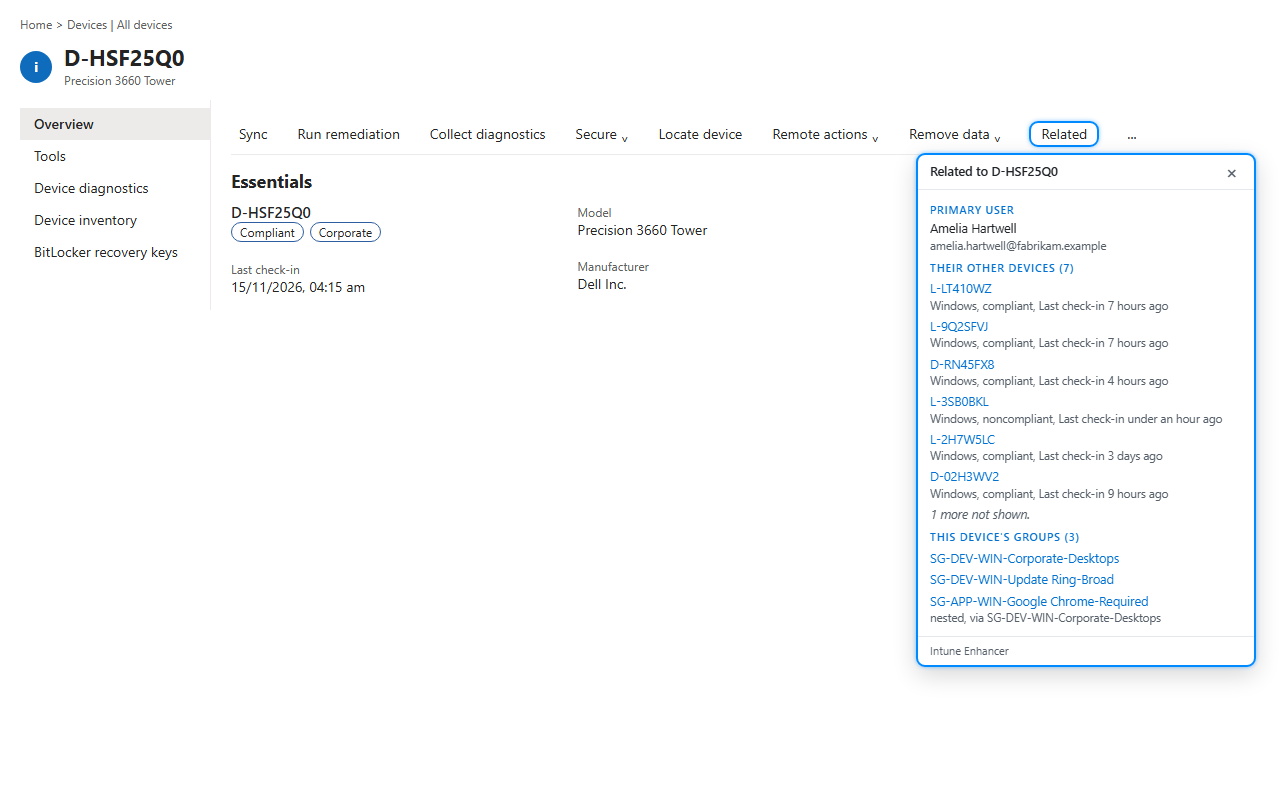 Home > Devices | All devices
i
D-HSF25Q0
Precision 3660 Tower
Overview
Tools
Device diagnostics
Device inventory
BitLocker recovery keys
Sync Run remediation Collect diagnostics Secure Locate device Remote actions Remove data Related ...
Essentials
D-HSF25Q0
Compliant Corporate
Last check-in
15/11/2026, 04:15 am
Model
Precision 3660 Tower
Manufacturer
Dell Inc.
Related to D-HSF25Q0 ×
PRIMARY USER
Amelia Hartwell
amelia.hartwell@fabrikam.example
THEIR OTHER DEVICES (7)
L-LT410WZ
Windows, compliant, Last check-in 7 hours ago
L-9Q2SFVJ
Windows, compliant, Last check-in 7 hours ago
D-RN45FX8
Windows, compliant, Last check-in 4 hours ago
L-3SB0BKL
Windows, noncompliant, Last check-in under an hour ago
L-2H7W5LC
Windows, compliant, Last check-in 3 days ago
D-02H3WV2
Windows, compliant, Last check-in 9 hours ago
1 more not shown.
THIS DEVICE'S GROUPS (3)
SG-DEV-WIN-Corporate-Desktops
SG-DEV-WIN-Update Ring-Broad
SG-APP-WIN-Google Chrome-Required
nested, via SG-DEV-WIN-Corporate-Desktops
Intune Enhancer